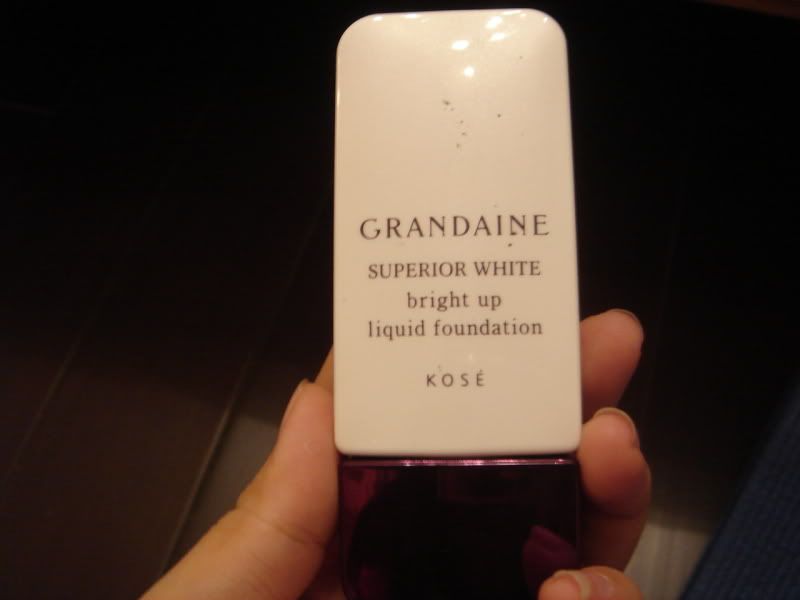 GRANDAINE
SUPERIOR WHITE
bright up
liquid foundation
KOSÉ